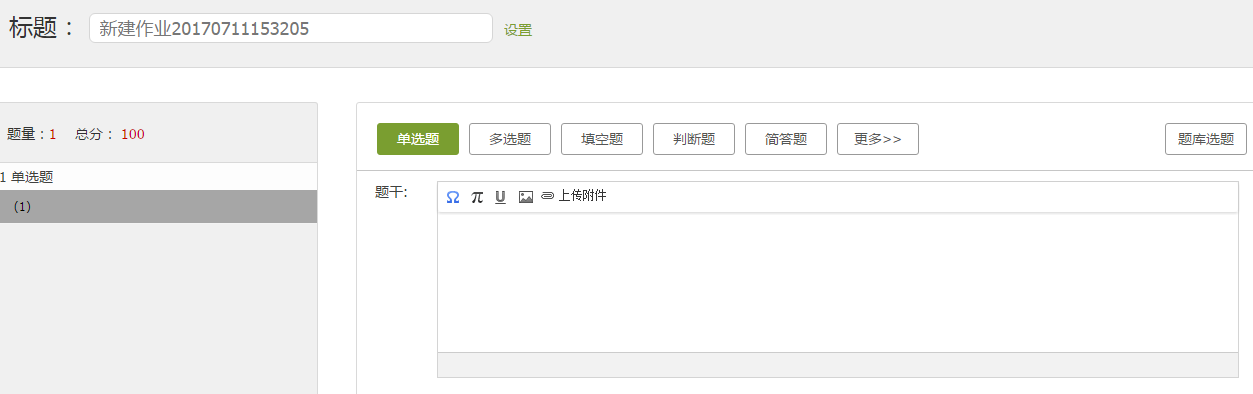 标题： 新建作业20170711153205 设置
题量：1 总分： 100
1 单选题
(1)
单选题 多选题 填空题 判断题 简答题 更多>> 题库选题
题干:
Ω π U 上传附件